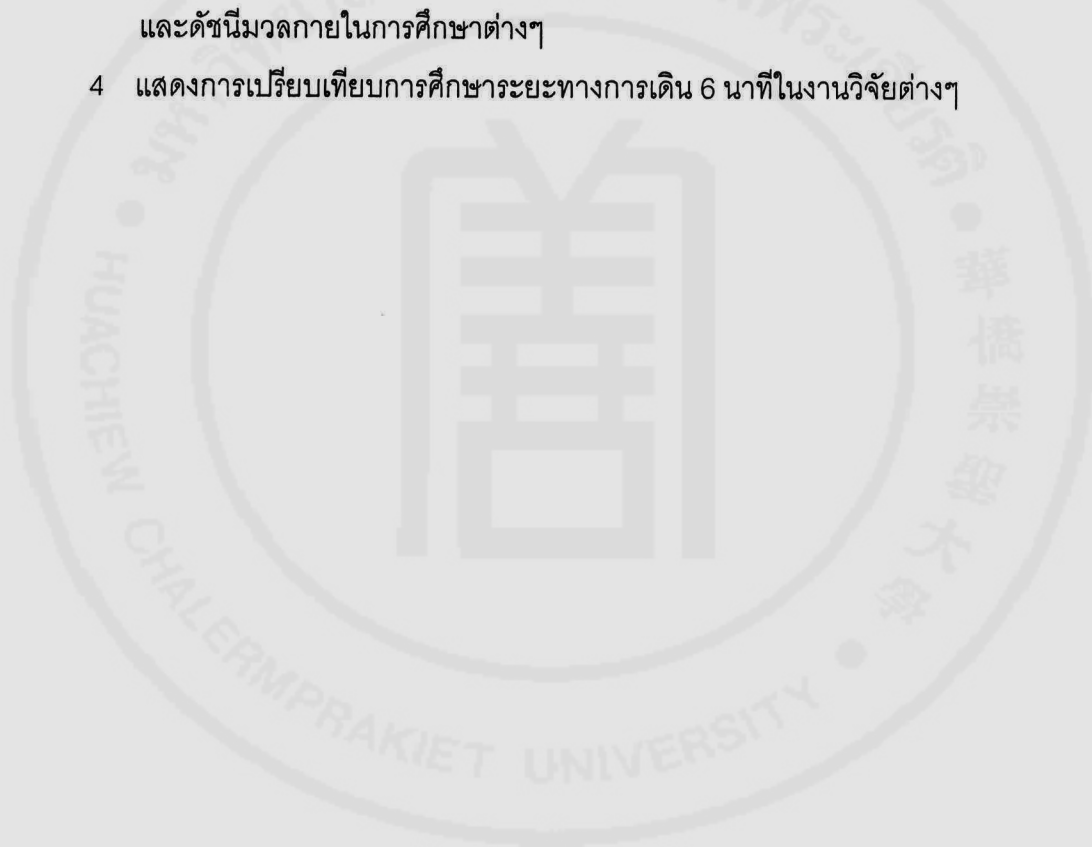 และดัชนีมวลกายในการศึกษาต่างๆ
4 แสดงการเปรียบเทียบการศึกษาระยะทางการเดิน 6 นาทีในงานวิจัยต่างๆ
HUACHIEW CHALERMPRAKIET UNIVERSITY
華僑崇聖大學